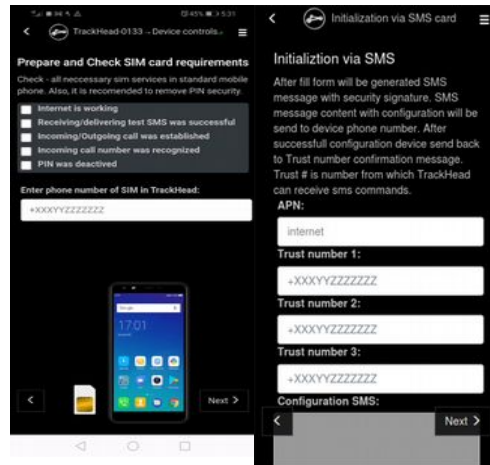 45% 5:31
TrackHead-0133 - Device controls..
Prepare and Check SIM card requirements
Check - all neccessary sim services in standard mobile
phone. Also, it is recomended to remove PIN security.
Internet is working
Receiving/delivering test SMS was successful
Incoming/Outgoing call was established
Incoming call number was recognized
PIN was deactived
Enter phone number of SIM in TrackHead:
+XXXYYZZZZZZZ
Google
17:01
Next >
Initialization via SMS card
Initializtion via SMS
After fill form will be generated SMS
message with security signature. SMS
message content with configuration will be
send to device phone number. After
successfull configuration device send back
to Trust number confirmation message.
Trust # is number from which TrackHead
can receive sms commands.
APN:
internet
Trust number 1:
+XXXYYZZZZZZZ
Trust number 2:
+XXXYYZZZZZZZ
Trust number 3:
+XXXYYZZZZZZZ
Configuration SMS:
Next >